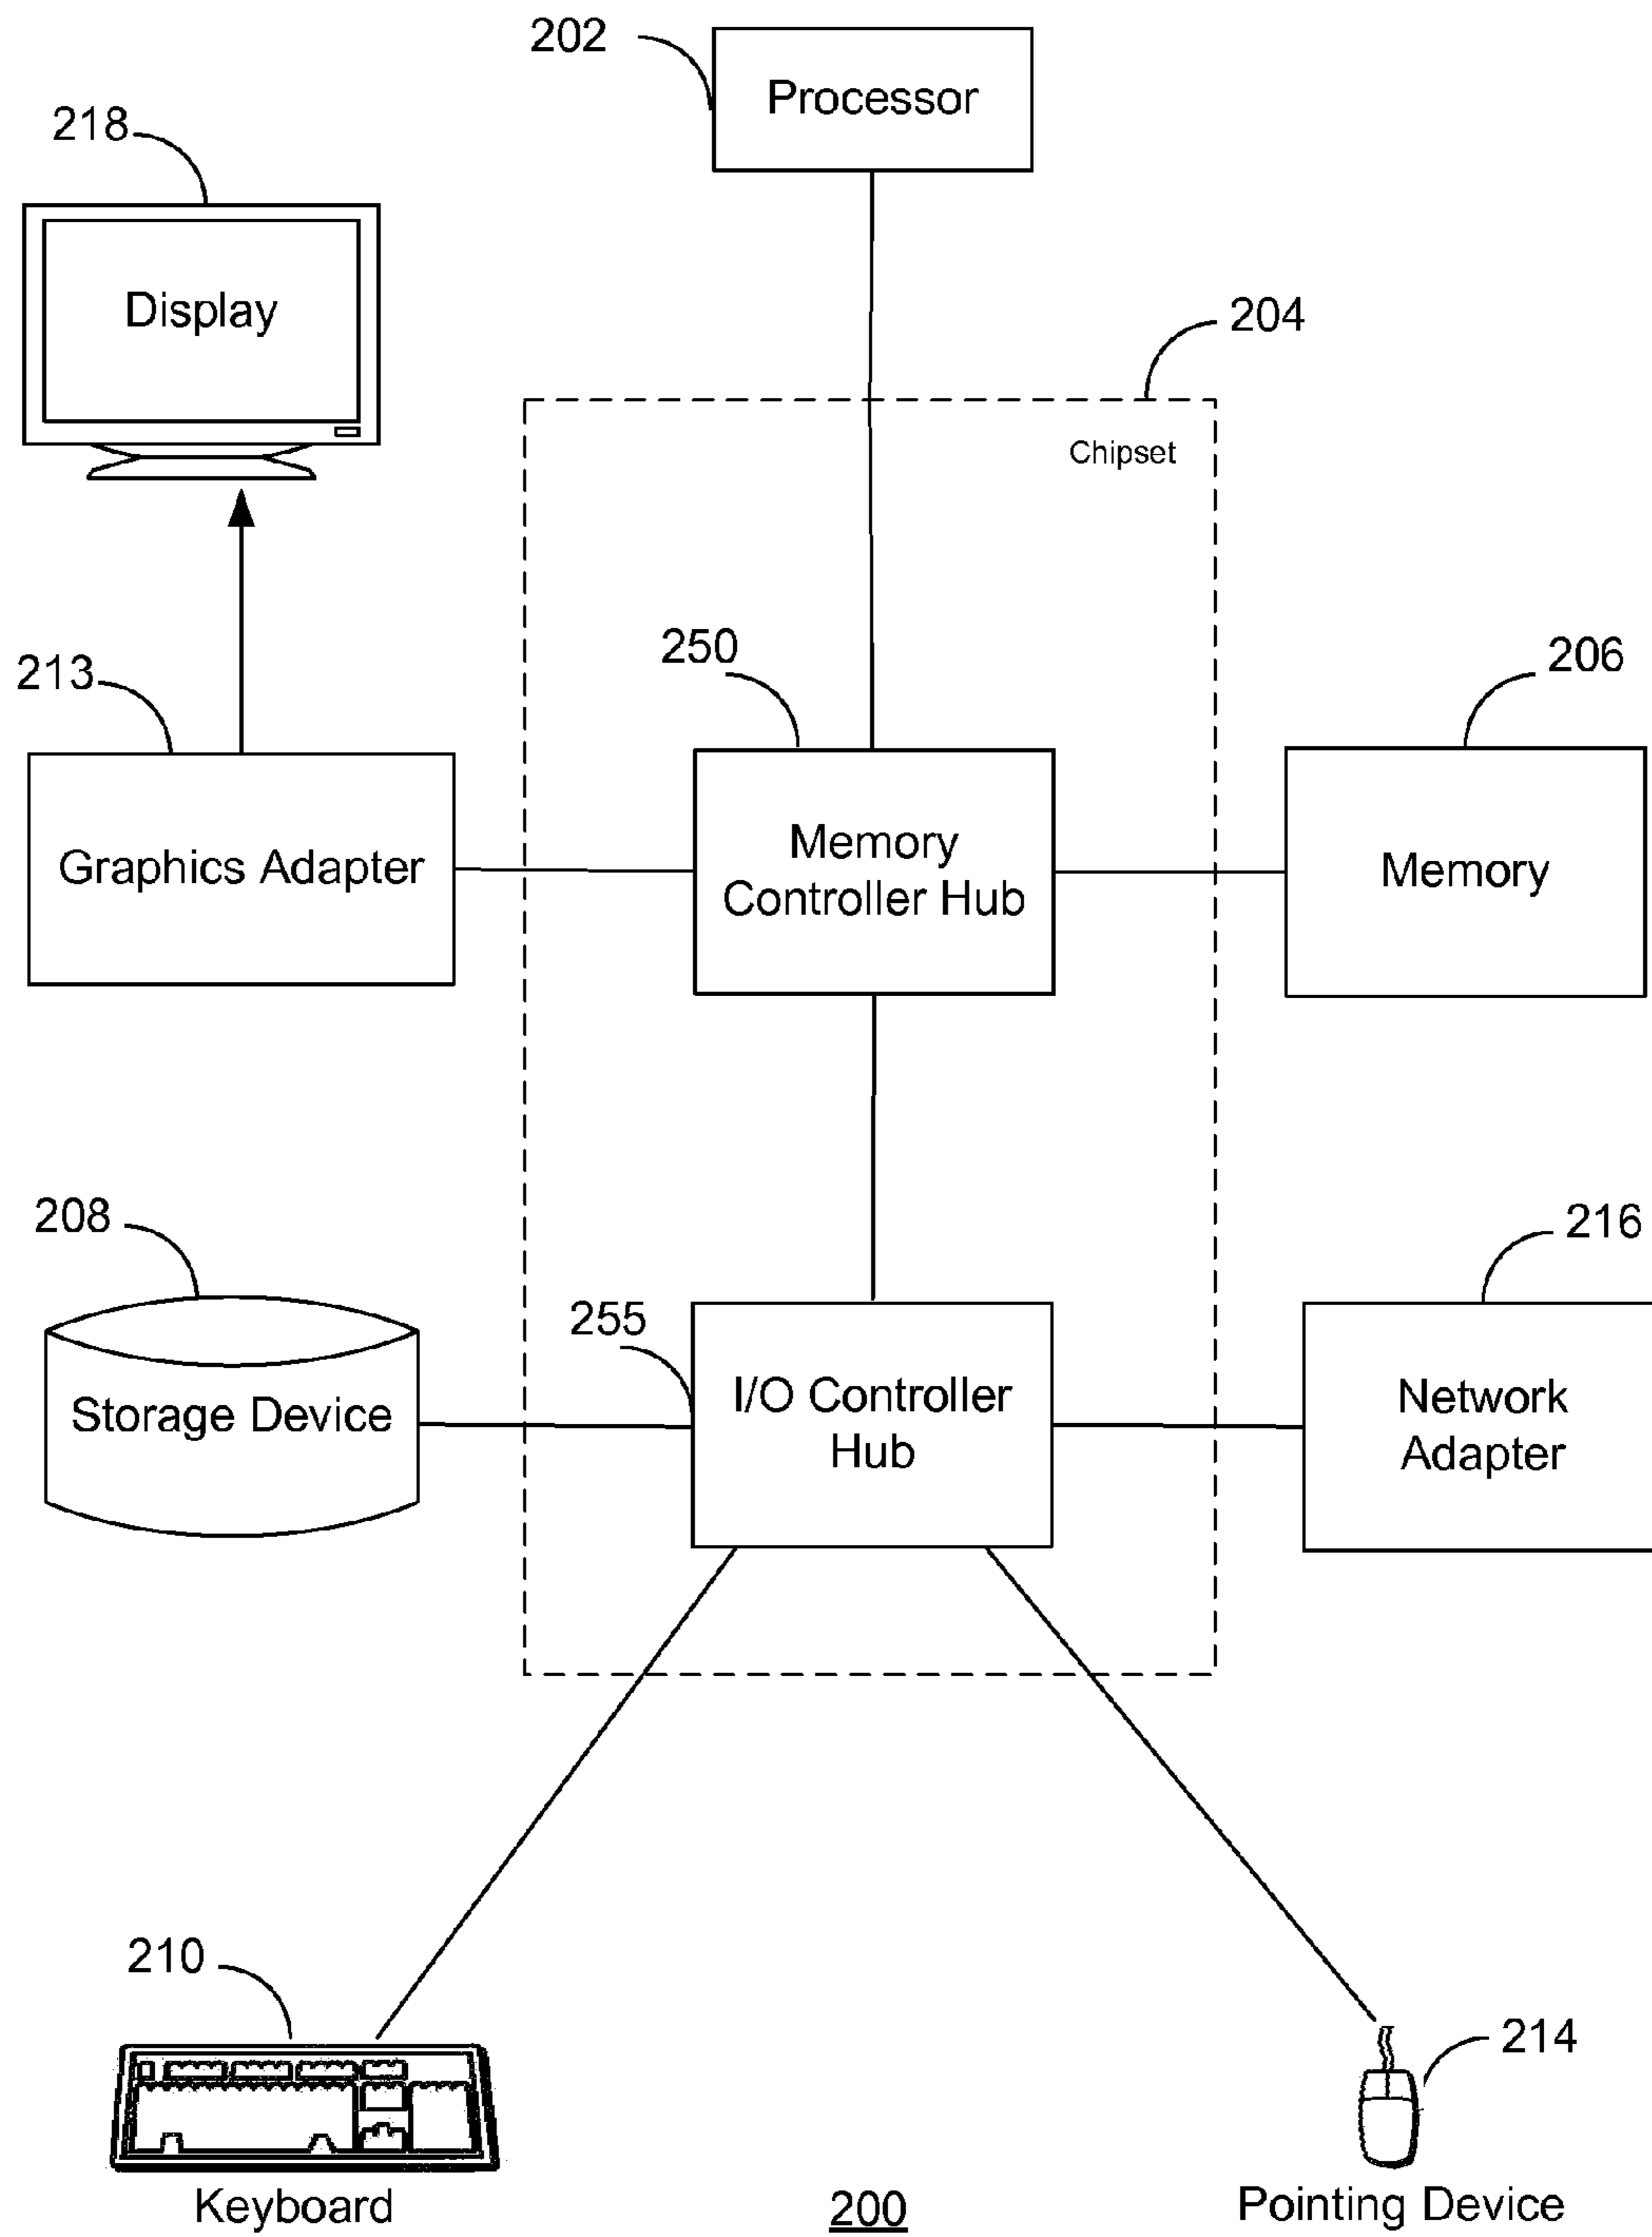 202
Processor
218
Display
204
Chipset
250
206
213
Memory
Controller Hub
Graphics Adapter
Memory
208
216
255
I/O Controller
Hub
Storage Device
Network
Adapter
210
214
Keyboard
200
Pointing Device